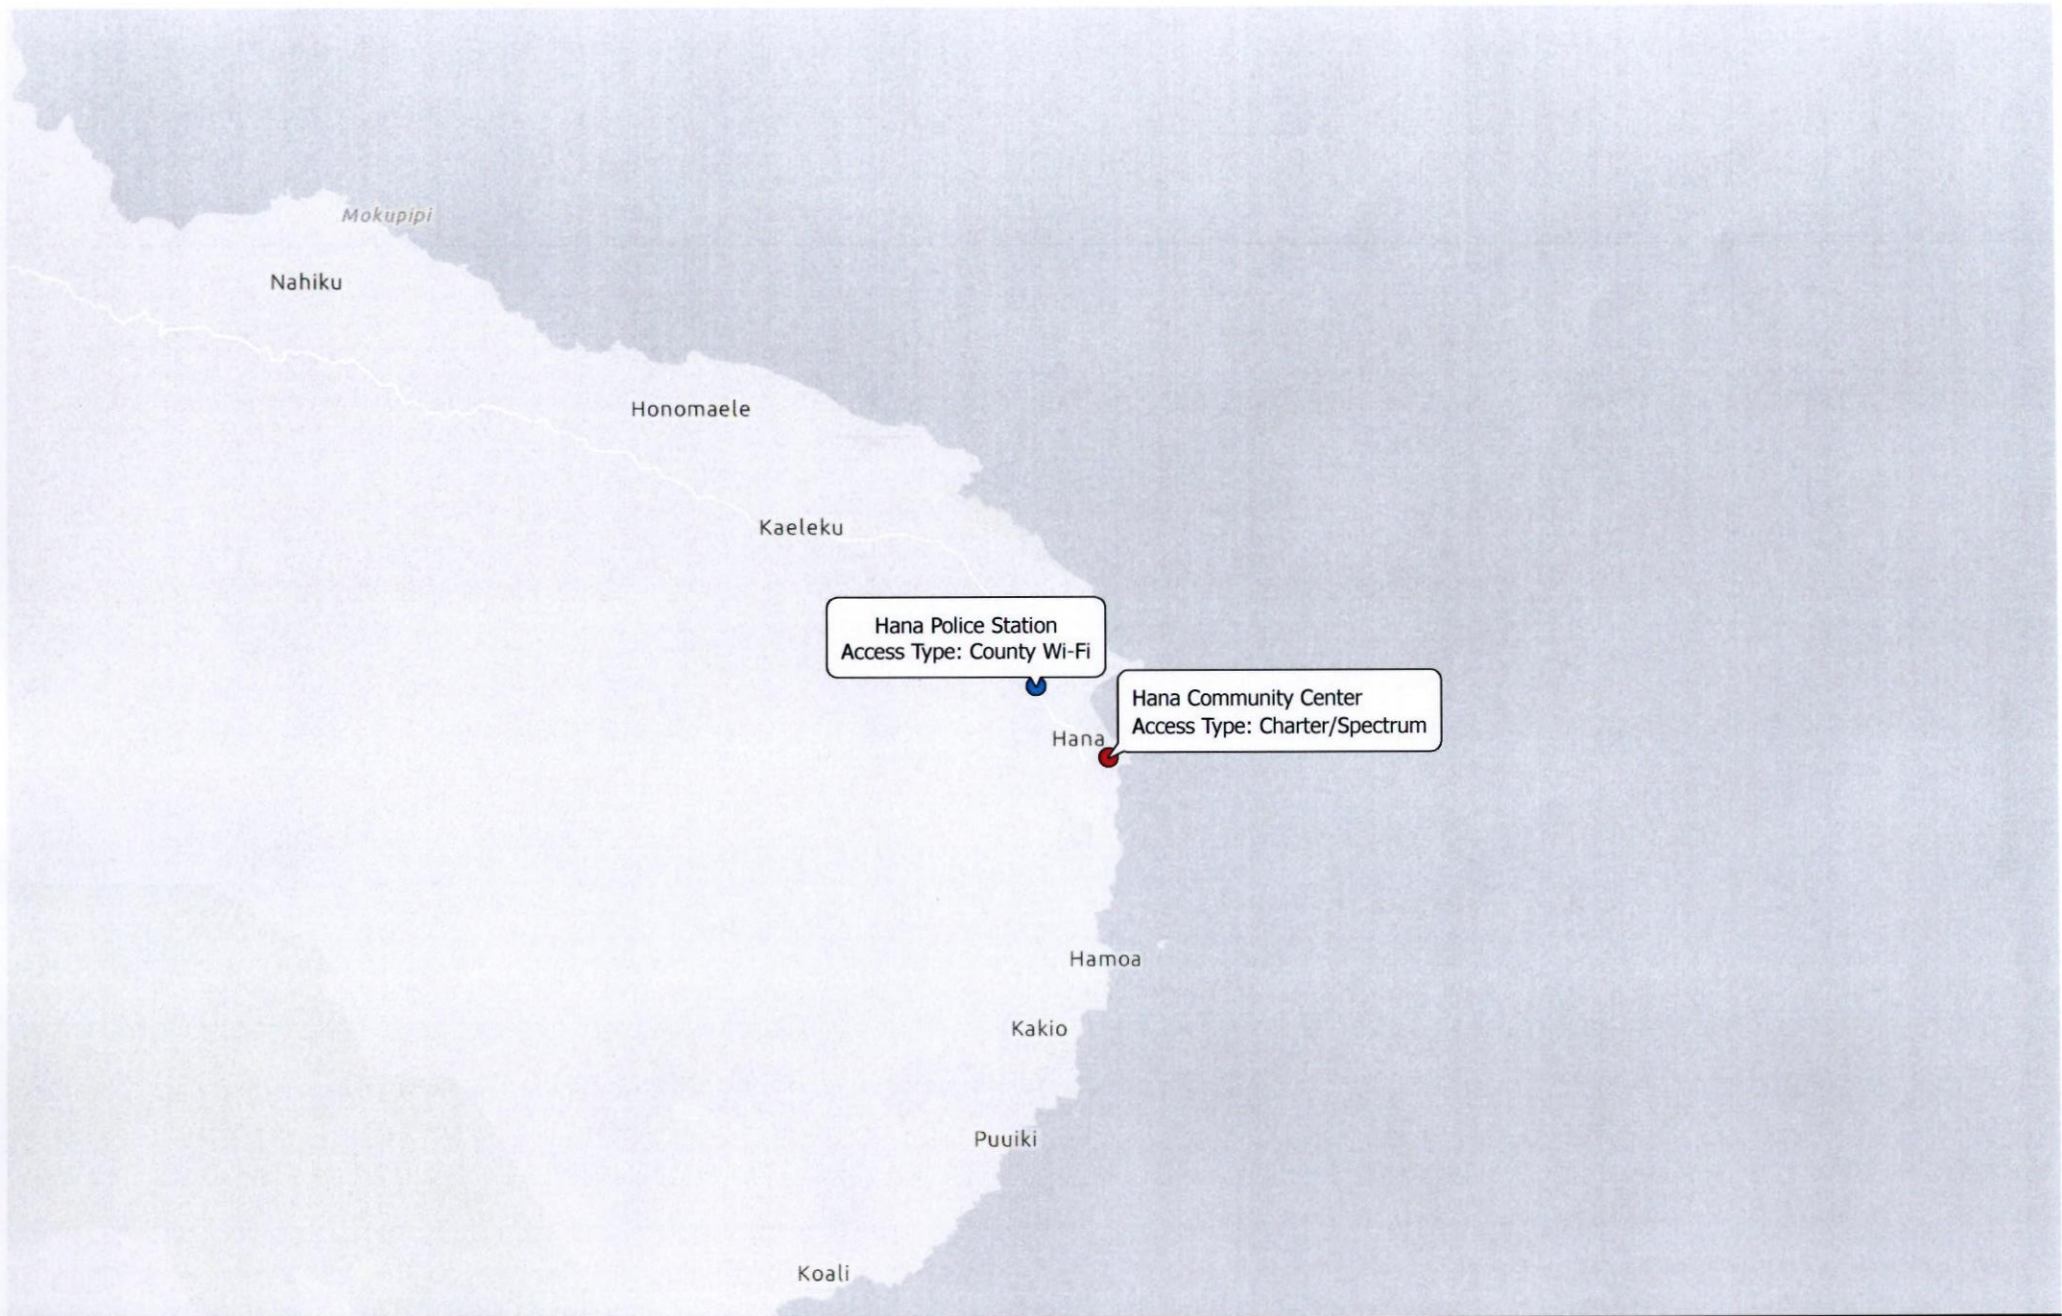 Mokupipi
Nahiku
Honomaele
Kaeleku
Hana Police Station
Access Type: County Wi-Fi
Hana Community Center
Access Type: Charter/Spectrum
Hana
Hamoa
Kakio
Puuiki
Koali